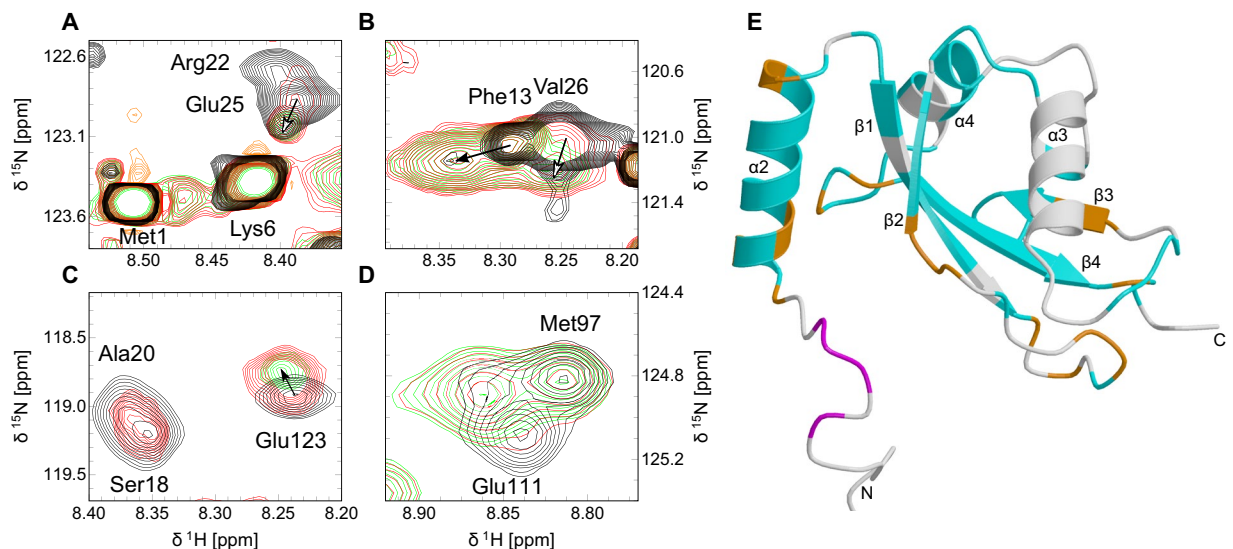 A
122.6
123.1
123.6
δ ¹⁵N [ppm]
Arg22
Glu25
Met1
Lys6
8.50
8.45
8.40
B
120.6
121.0
121.4
δ ¹⁵N [ppm]
Phe13
Val26
8.35
8.30
8.25
8.20
C
118.5
119.0
119.5
δ ¹⁵N [ppm]
Ala20
Ser18
Glu123
8.40
8.35
8.30
8.25
8.20
δ ¹H [ppm]
D
124.4
124.8
125.2
δ ¹⁵N [ppm]
Met97
Glu111
8.90
8.85
8.80
δ ¹H [ppm]
E
β1
α4
α3
α2
β3
β2
β4
C
N